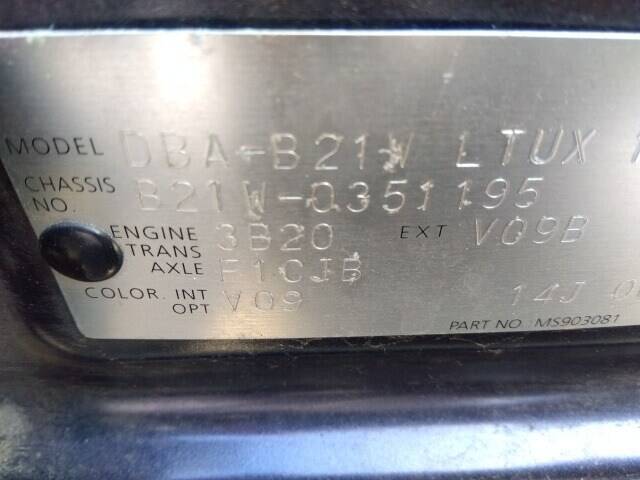 MODEL DBA-B21W LTUX
CHASSIS NO. B21W-0351195
ENGINE 3B20 EXT V09B
TRANS AXLE F1CJB
COLOR. INT V09
OPT 14J
PART NO. MS903081